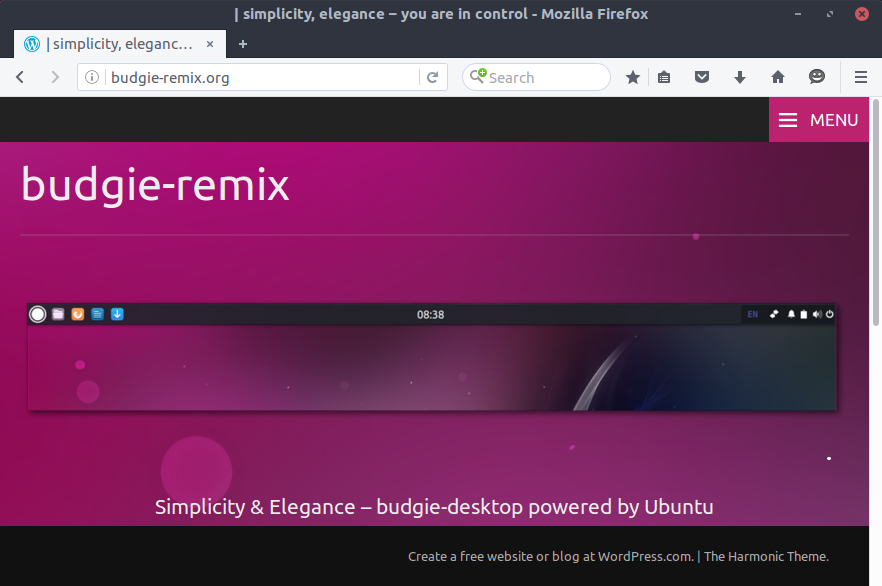 | simplicity, elegance – you are in control - Mozilla Firefox
| simplicity, eleganc...
budgie-remix.org
Search
MENU
budgie-remix
08:38
EN
Simplicity & Elegance – budgie-desktop powered by Ubuntu
Create a free website or blog at WordPress.com. | The Harmonic Theme.